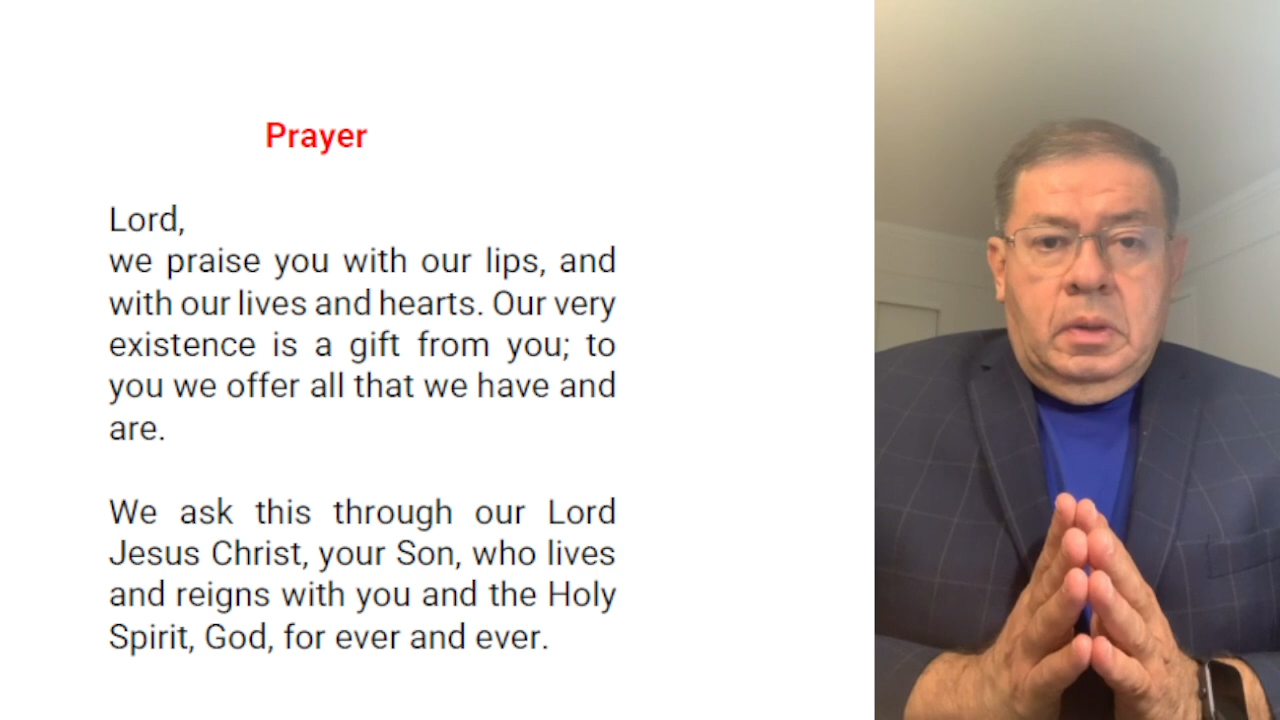 Prayer
Lord,
we praise you with our lips, and
with our lives and hearts. Our very
existence is a gift from you; to
you we offer all that we have and
are.
We ask this through our Lord
Jesus Christ, your Son, who lives
and reigns with you and the Holy
Spirit, God, for ever and ever.